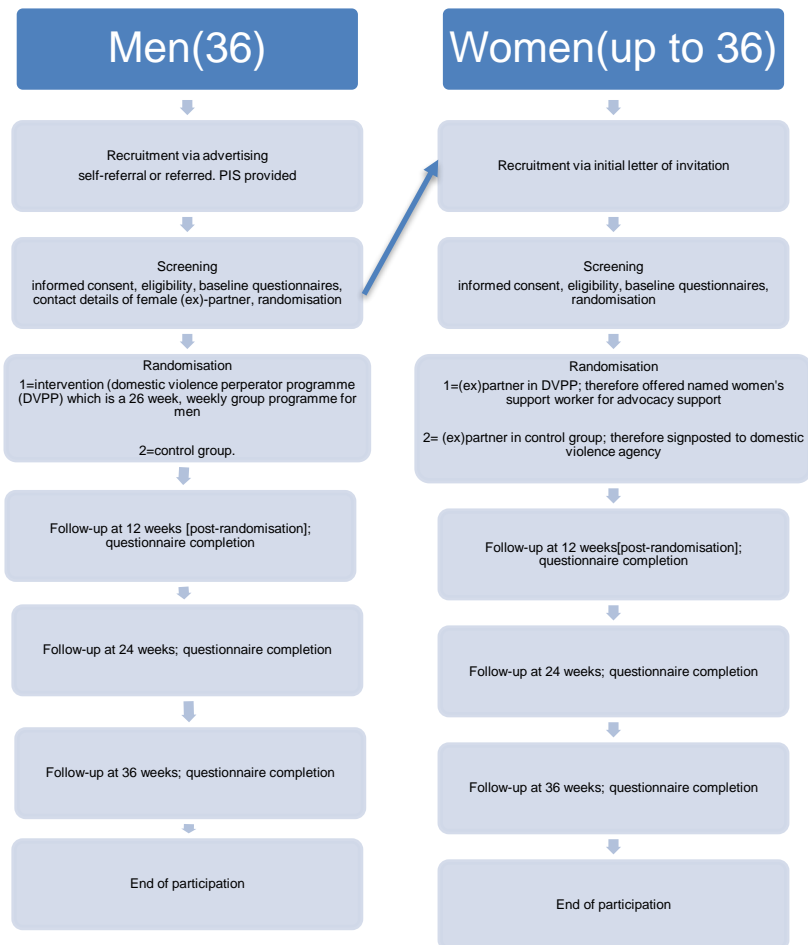 Men(36)
Recruitment via advertising
self-referral or referred. PIS provided
Screening
informed consent, eligibility, baseline questionnaires,
contact details of female (ex)-partner, randomisation
Randomisation
1=intervention (domestic violence perperator programme
(DVPP) which is a 26 week, weekly group programme for
men
2=control group.
Follow-up at 12 weeks [post-randomisation];
questionnaire completion
Follow-up at 24 weeks; questionnaire completion
Follow-up at 36 weeks; questionnaire completion
End of participation
Women(up to 36)
Recruitment via initial letter of invitation
Screening
informed consent, eligibility, baseline questionnaires,
randomisation
Randomisation
1=(ex)partner in DVPP; therefore offered named women's
support worker for advocacy support
2= (ex)partner in control group; therefore signposted to domestic
violence agency
Follow-up at 12 weeks[post-randomisation];
questionnaire completion
Follow-up at 24 weeks; questionnaire completion
Follow-up at 36 weeks; questionnaire completion
End of participation